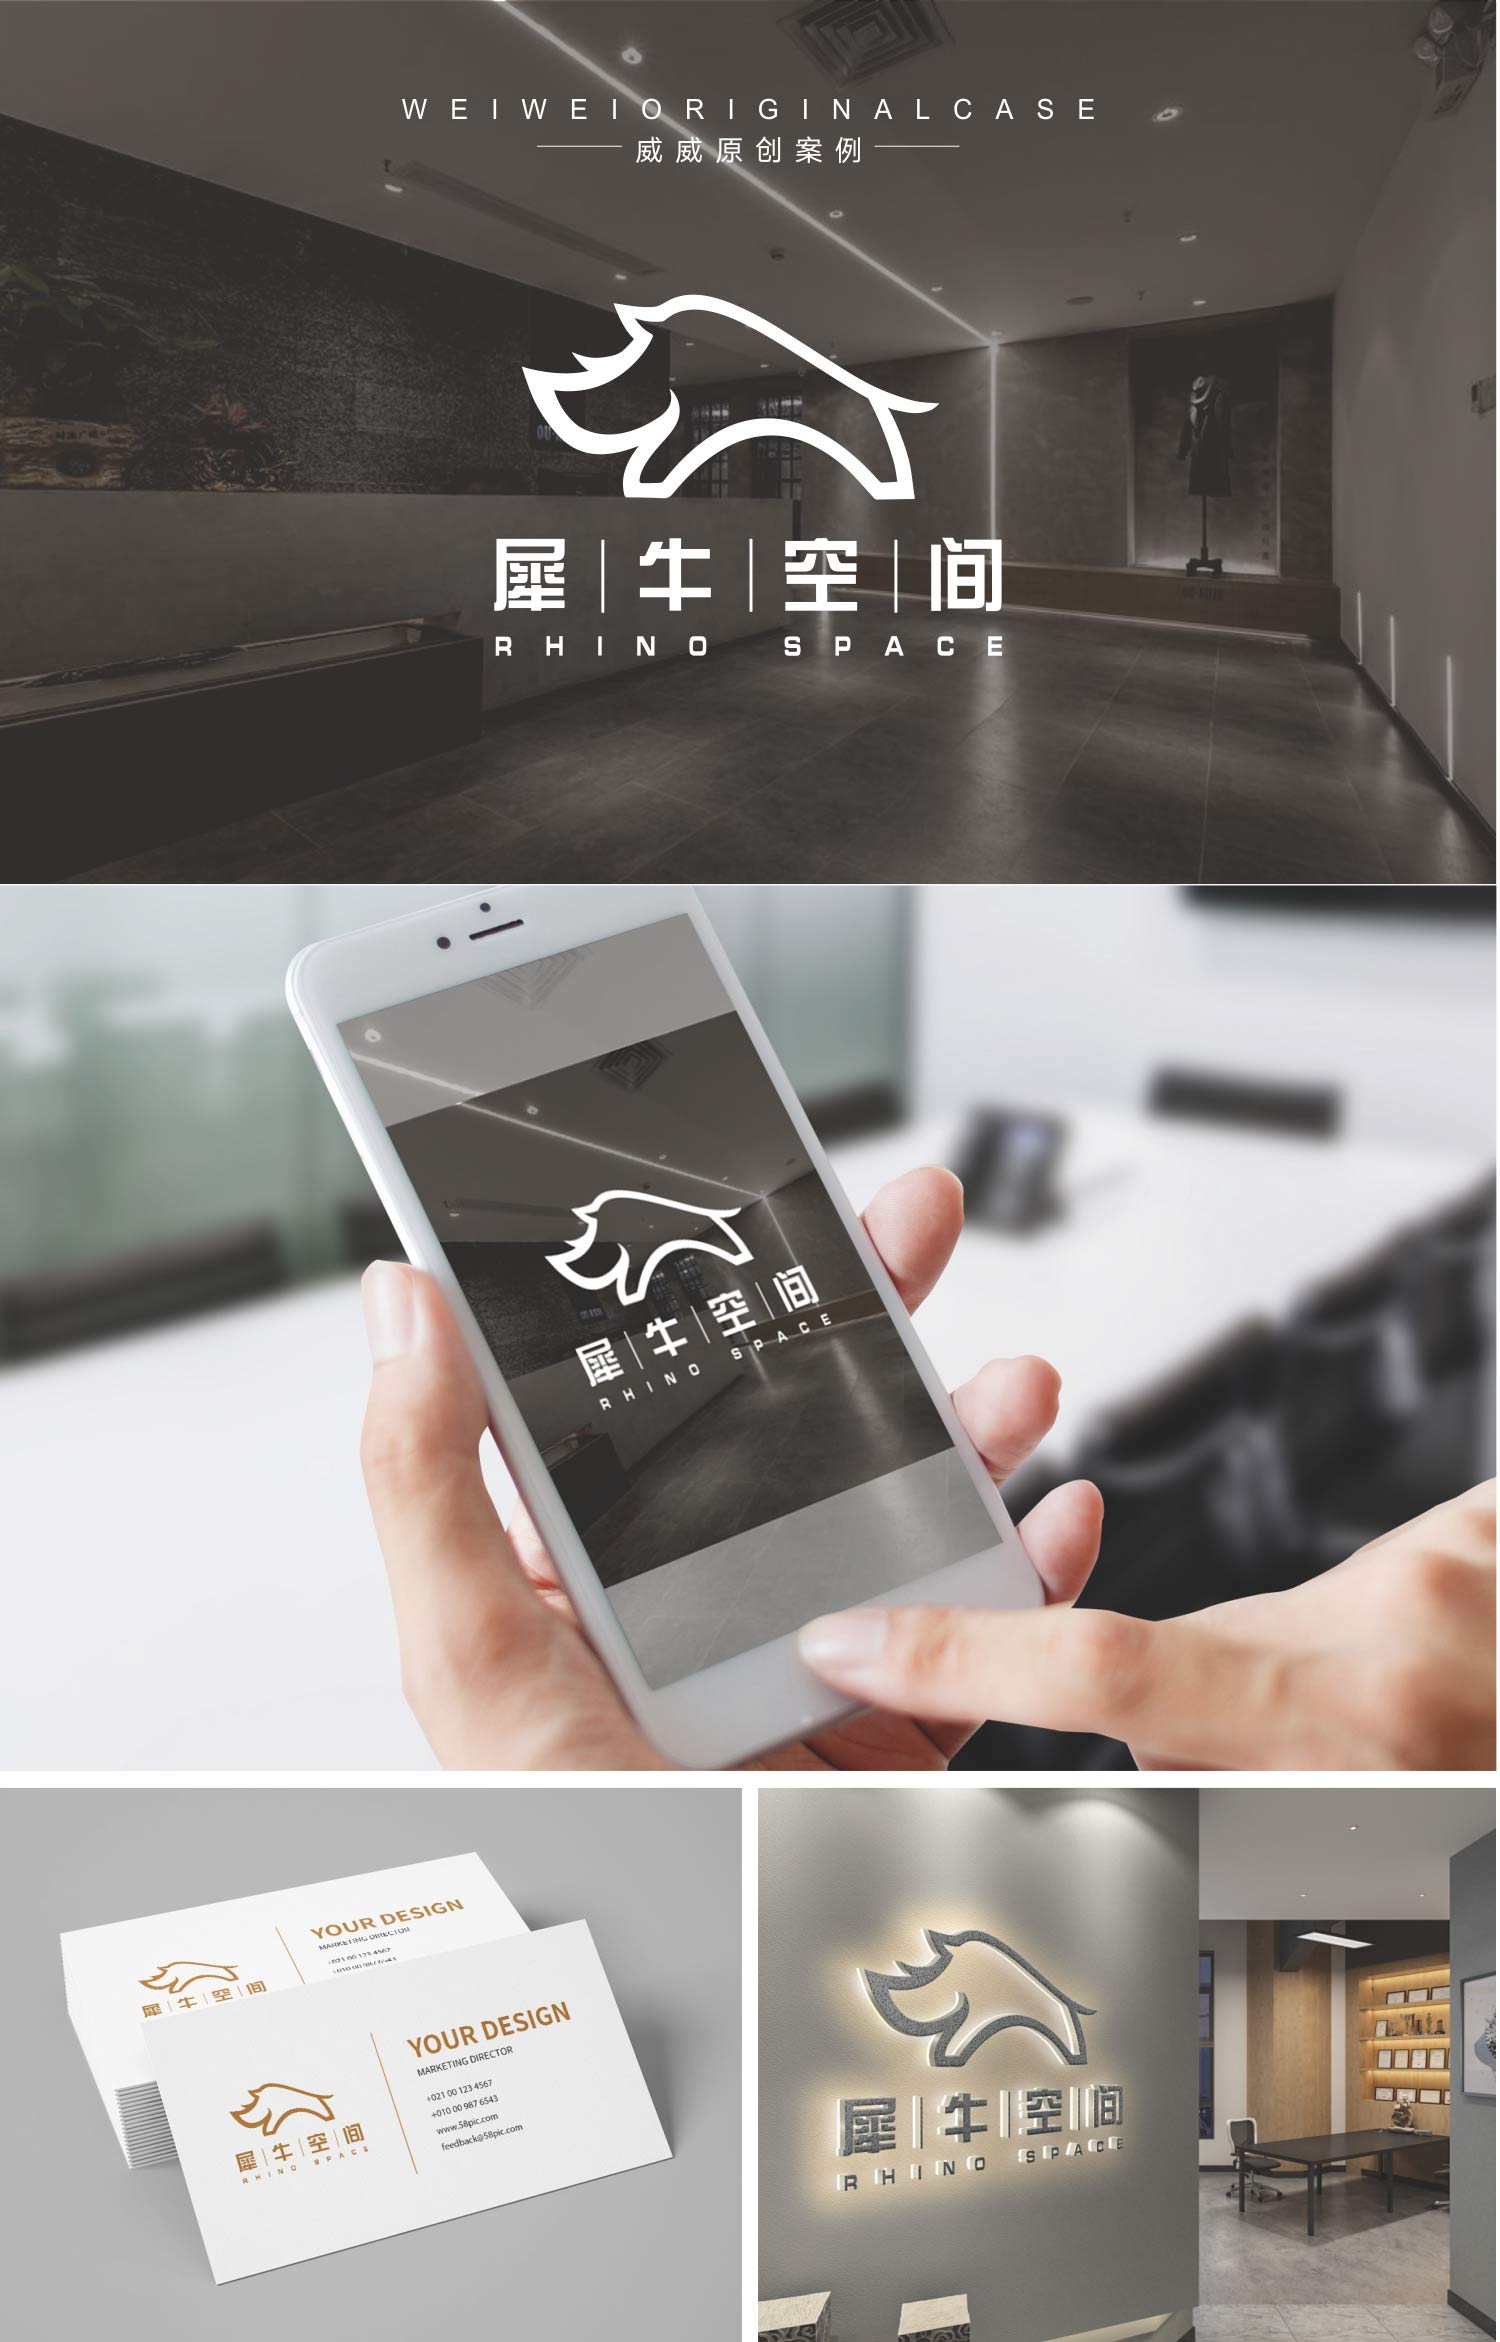 WEIWEIORIGINALCASE
威威原创案例
犀|牛|空|间
RHINO SPACE
犀|牛|空|间
RHINO SPACE
YOUR DESIGN
MARKETING DIRECTOR
+021 00 123 4567
+010 00 987 6543
犀|牛|空|间
YOUR DESIGN
MARKETING DIRECTOR
+021 00 123 4567
+010 00 987 6543
www.58pic.com
feedback@58pic.com
犀|牛|空|间
RHINO SPACE
犀|牛|空|间
RHINO SPACE